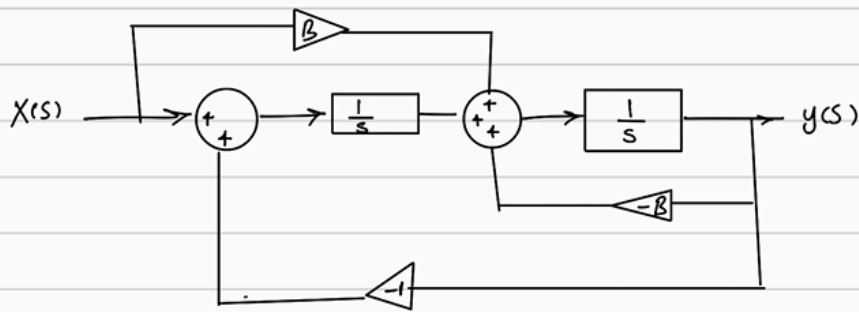 B
X(s) + + 1/s + + + 1/s y(s)
-B
-1